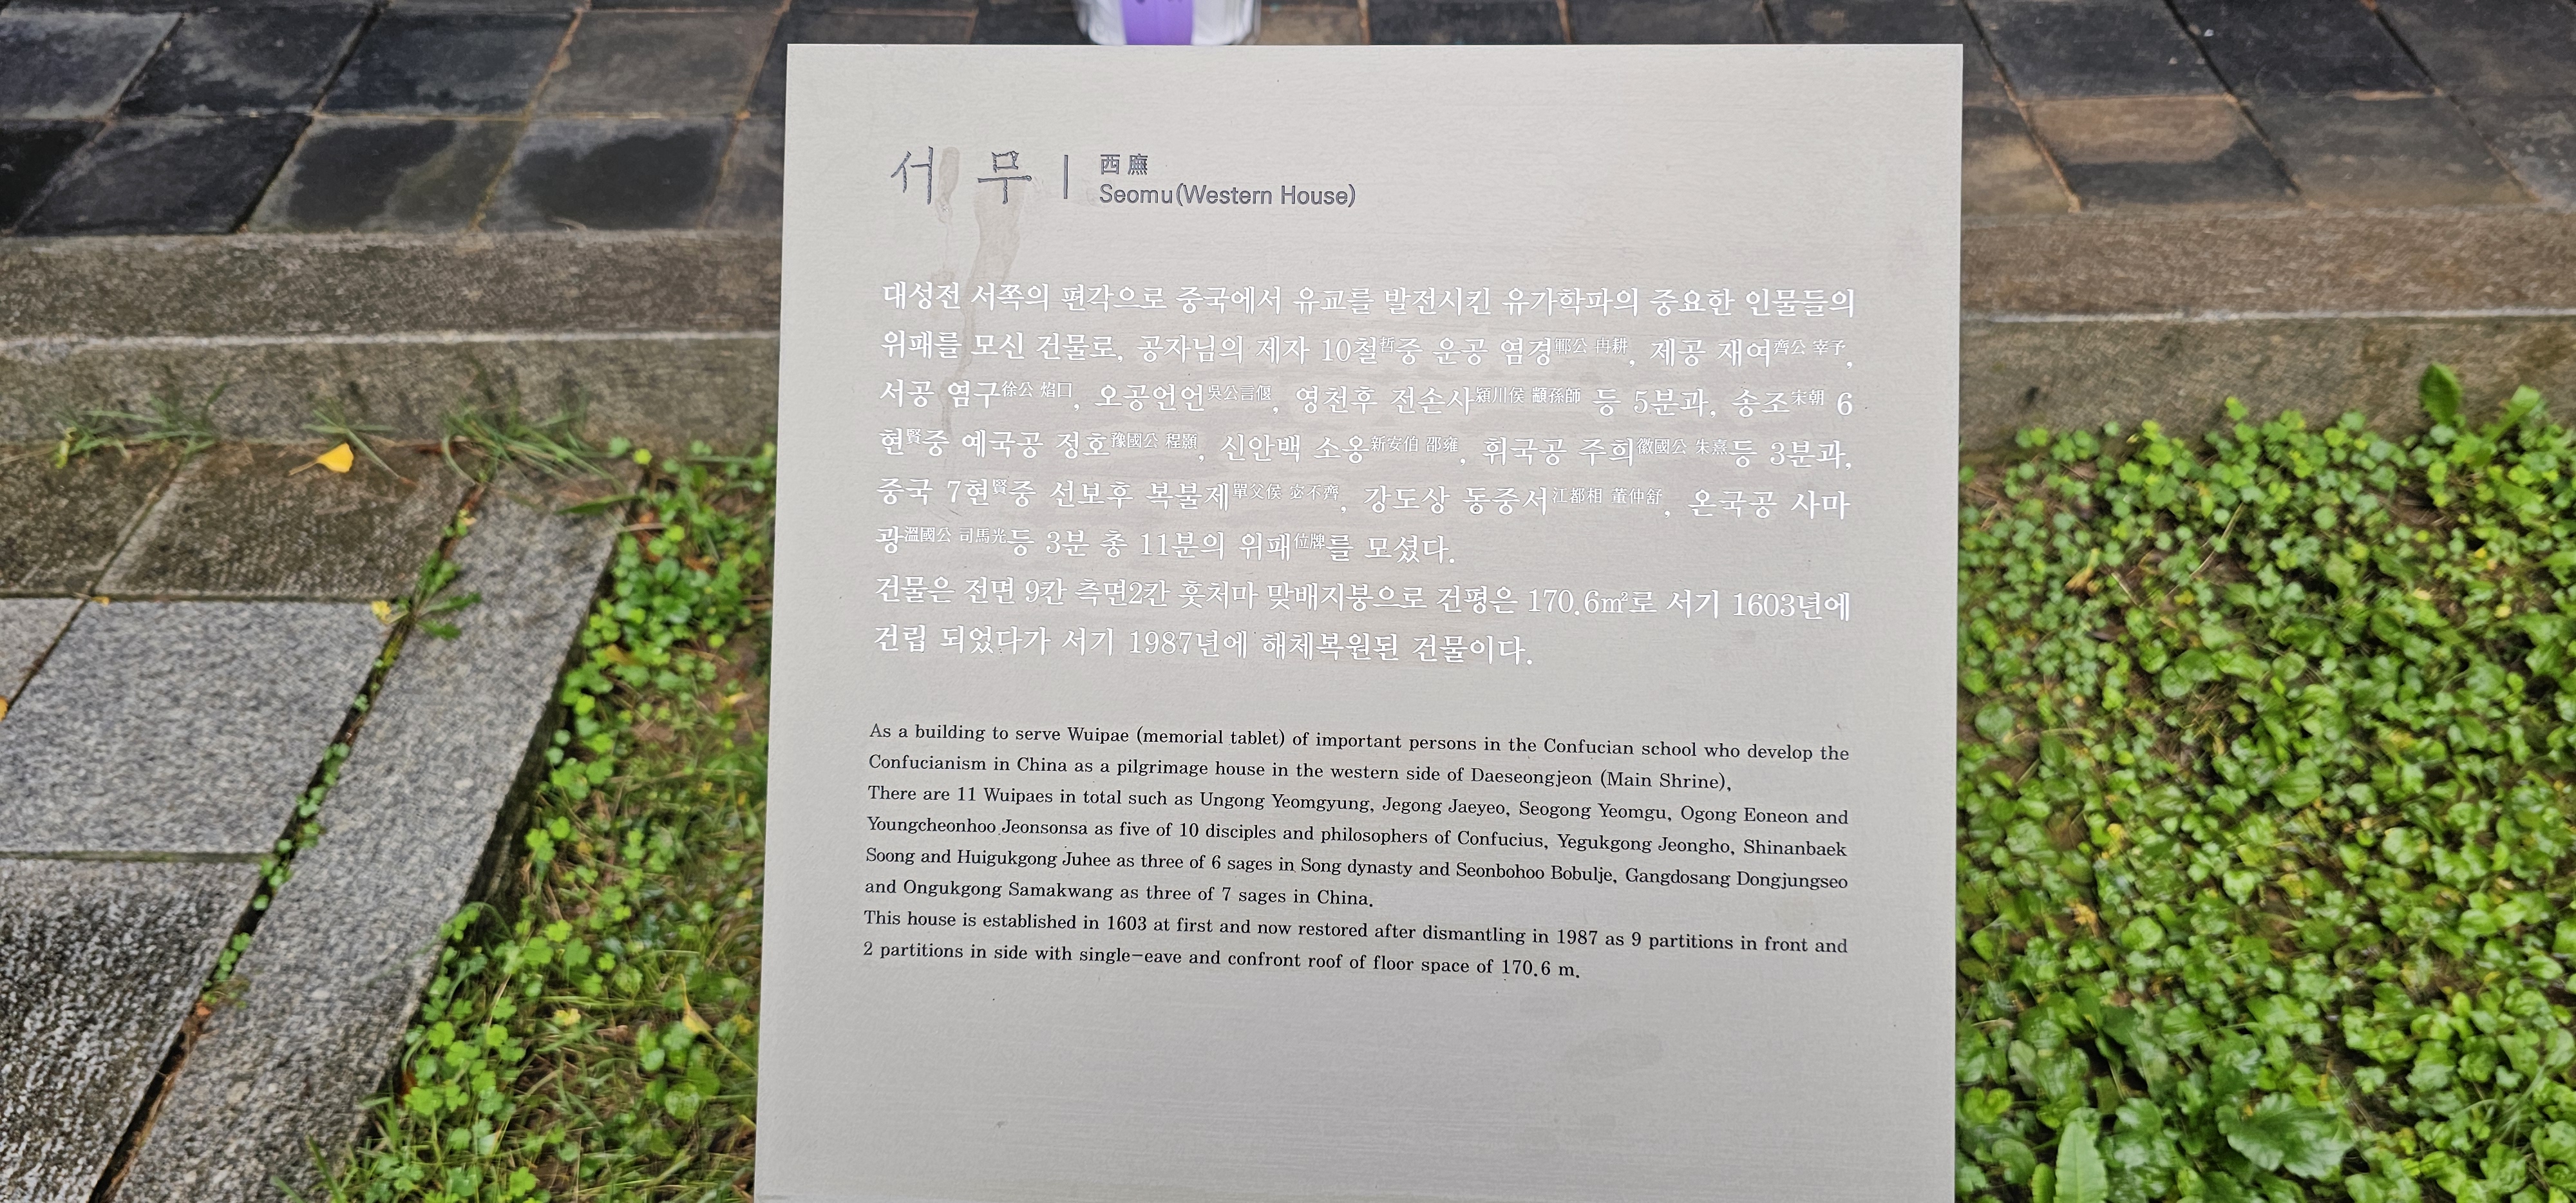 서 무
西廡
Seomu(Western House)
대성전 서쪽의 편각으로 중국에서 유교를 발전시킨 유가학파의 중요한 인물들의
위패를 모신 건물로, 공자님의 제자 10철哲중 운공 염경鄆公 冉耕, 제공 재여齊公 宰予,
서공 염구徐公 焰口, 오공언언吳公言偃, 영천후 전손사潁川侯 顓孫師 등 5분과, 송조宋朝 6
현賢중 예국공 정호豫國公 程顥, 신안백 소옹新安伯 邵雍, 휘국공 주희徽國公 朱熹등 3분과,
중국 7현賢중 선보후 복불제單父侯 宓不齊, 강도상 동중서江都相 董仲舒, 온국공 사마
광溫國公 司馬光등 3분 총 11분의 위패位牌를 모셨다.
건물은 전면 9칸 측면2칸 홋처마 맞배지붕으로 건평은 170.6㎡로 서기 1603년에
건립 되었다가 서기 1987년에 해체복원된 건물이다.
As a building to serve Wuipae (memorial tablet) of important persons in the Confucian school who develop the
Confucianism in China as a pilgrimage house in the western side of Daeseongjeon (Main Shrine),
There are 11 Wuipaes in total such as Ungong Yeomgyung, Jegong Jaeyeo, Seogong Yeomgu, Ogong Eoneon and
Youngcheonhoo Jeonsonsa as five of 10 disciples and philosophers of Confucius, Yegukgong Jeongho, Shinanbaek
Soong and Huigukgong Juhee as three of 6 sages in Song dynasty and Seonbohoo Bobulje, Gangdosang Dongjungseo
and Ongukgong Samakwang as three of 7 sages in China.
This house is established in 1603 at first and now restored after dismantling in 1987 as 9 partitions in front and
2 partitions in side with single-eave and confront roof of floor space of 170.6 m.